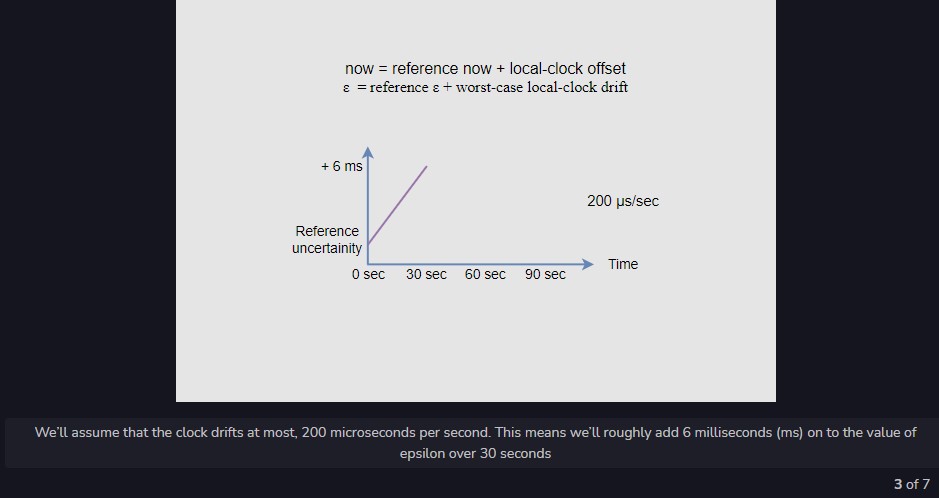 now = reference now + local-clock offset
ε = reference ε + worst-case local-clock drift
+ 6 ms
200 µs/sec
Reference
uncertainity
0 sec 30 sec 60 sec 90 sec
Time
We'll assume that the clock drifts at most, 200 microseconds per second. This means we'll roughly add 6 milliseconds (ms) on to the value of
epsilon over 30 seconds
3 of 7